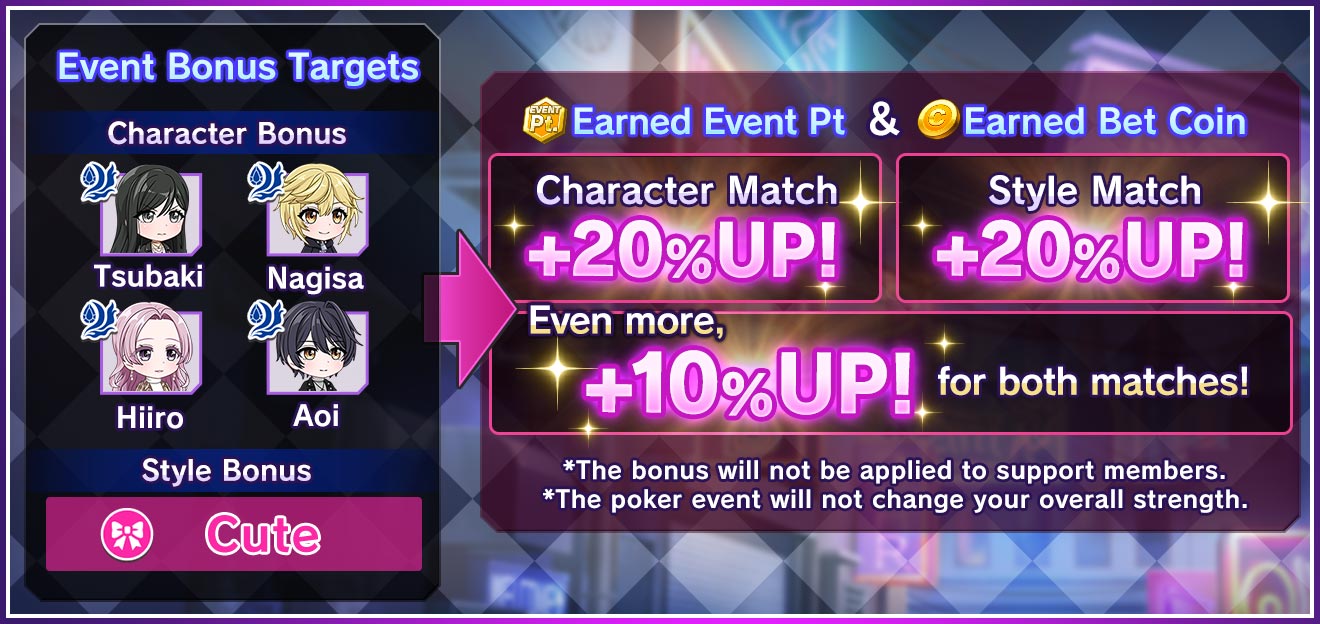 Event Bonus Targets
Character Bonus
Tsubaki
Nagisa
Hiiro
Aoi
Style Bonus
Cute
EVENT Pt. Earned Event Pt & C Earned Bet Coin
Character Match
+20%UP!
Style Match
+20%UP!
Even more,
+10%UP! for both matches!
*The bonus will not be applied to support members.
*The poker event will not change your overall strength.